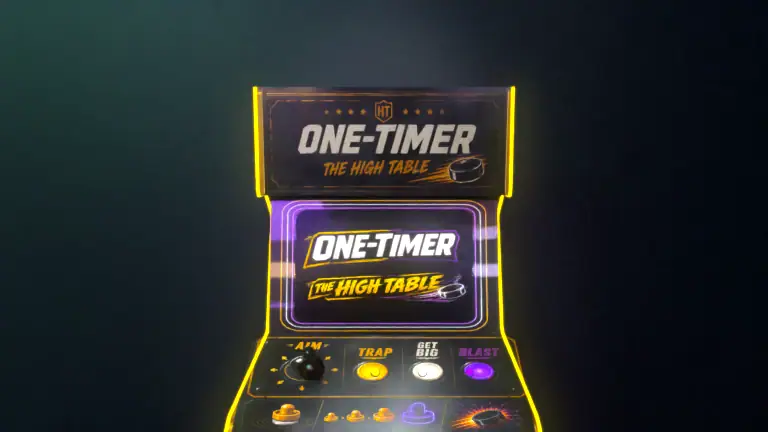 HT
ONE-TIMER
THE HIGH TABLE
ONE-TIMER
THE HIGH TABLE
AIM
TRAP
GET
BIG
BLAST